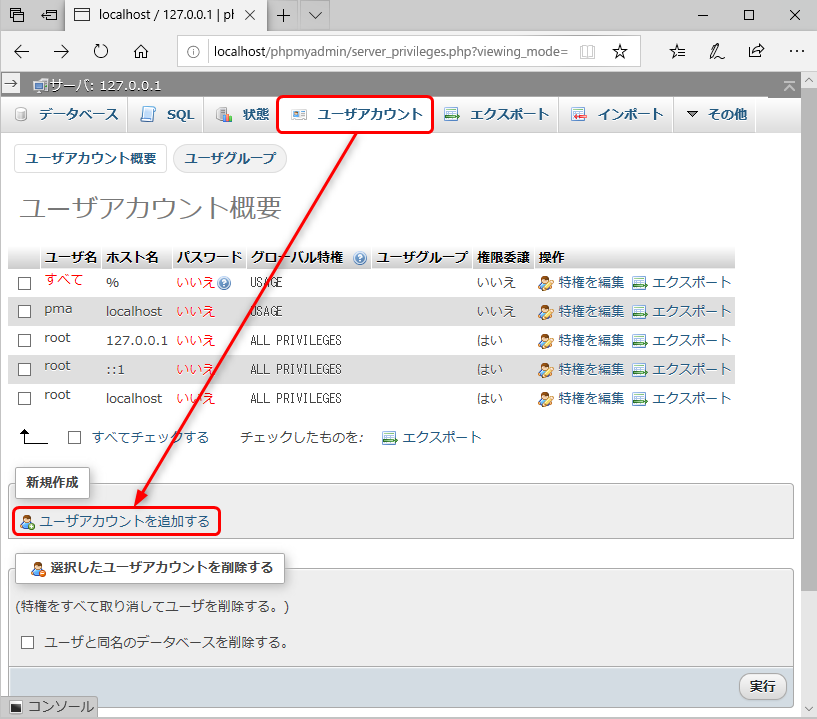 localhost / 127.0.0.1 | ph
localhost/phpmyadmin/server_privileges.php?viewing_mode=
サーバ: 127.0.0.1
データベース SQL 状態 ユーザアカウント エクスポート インポート その他
ユーザアカウント概要 ユーザグループ
ユーザアカウント概要
ユーザ名 ホスト名 パスワード グローバル特権 ユーザグループ 権限委譲 操作
すべて % いいえ USAGE いいえ 特権を編集 エクスポート
pma localhost いいえ USAGE いいえ 特権を編集 エクスポート
root 127.0.0.1 いいえ ALL PRIVILEGES はい 特権を編集 エクスポート
root ::1 いいえ ALL PRIVILEGES はい 特権を編集 エクスポート
root localhost いいえ ALL PRIVILEGES はい 特権を編集 エクスポート
すべてチェックする チェックしたものを: エクスポート
新規作成
ユーザアカウントを追加する
選択したユーザアカウントを削除する
(特権をすべて取り消してユーザを削除する。)
ユーザと同名のデータベースを削除する。
実行
コンソール